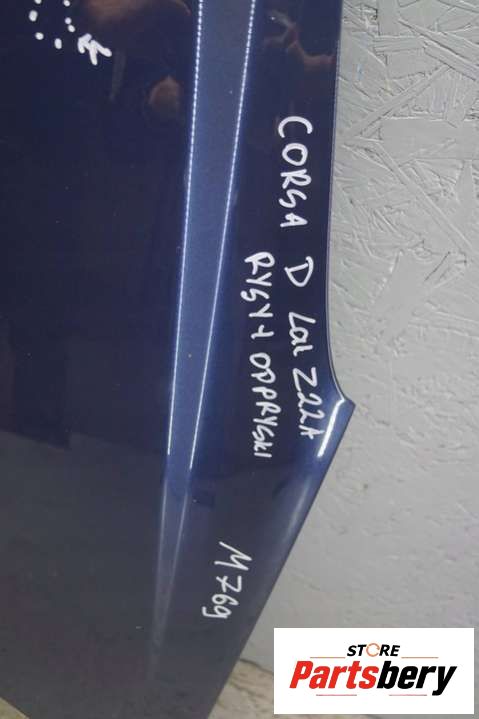 CORSA D Lak Z22A
RYSY + ODPRYSKI
M769
STORE
Partsbery